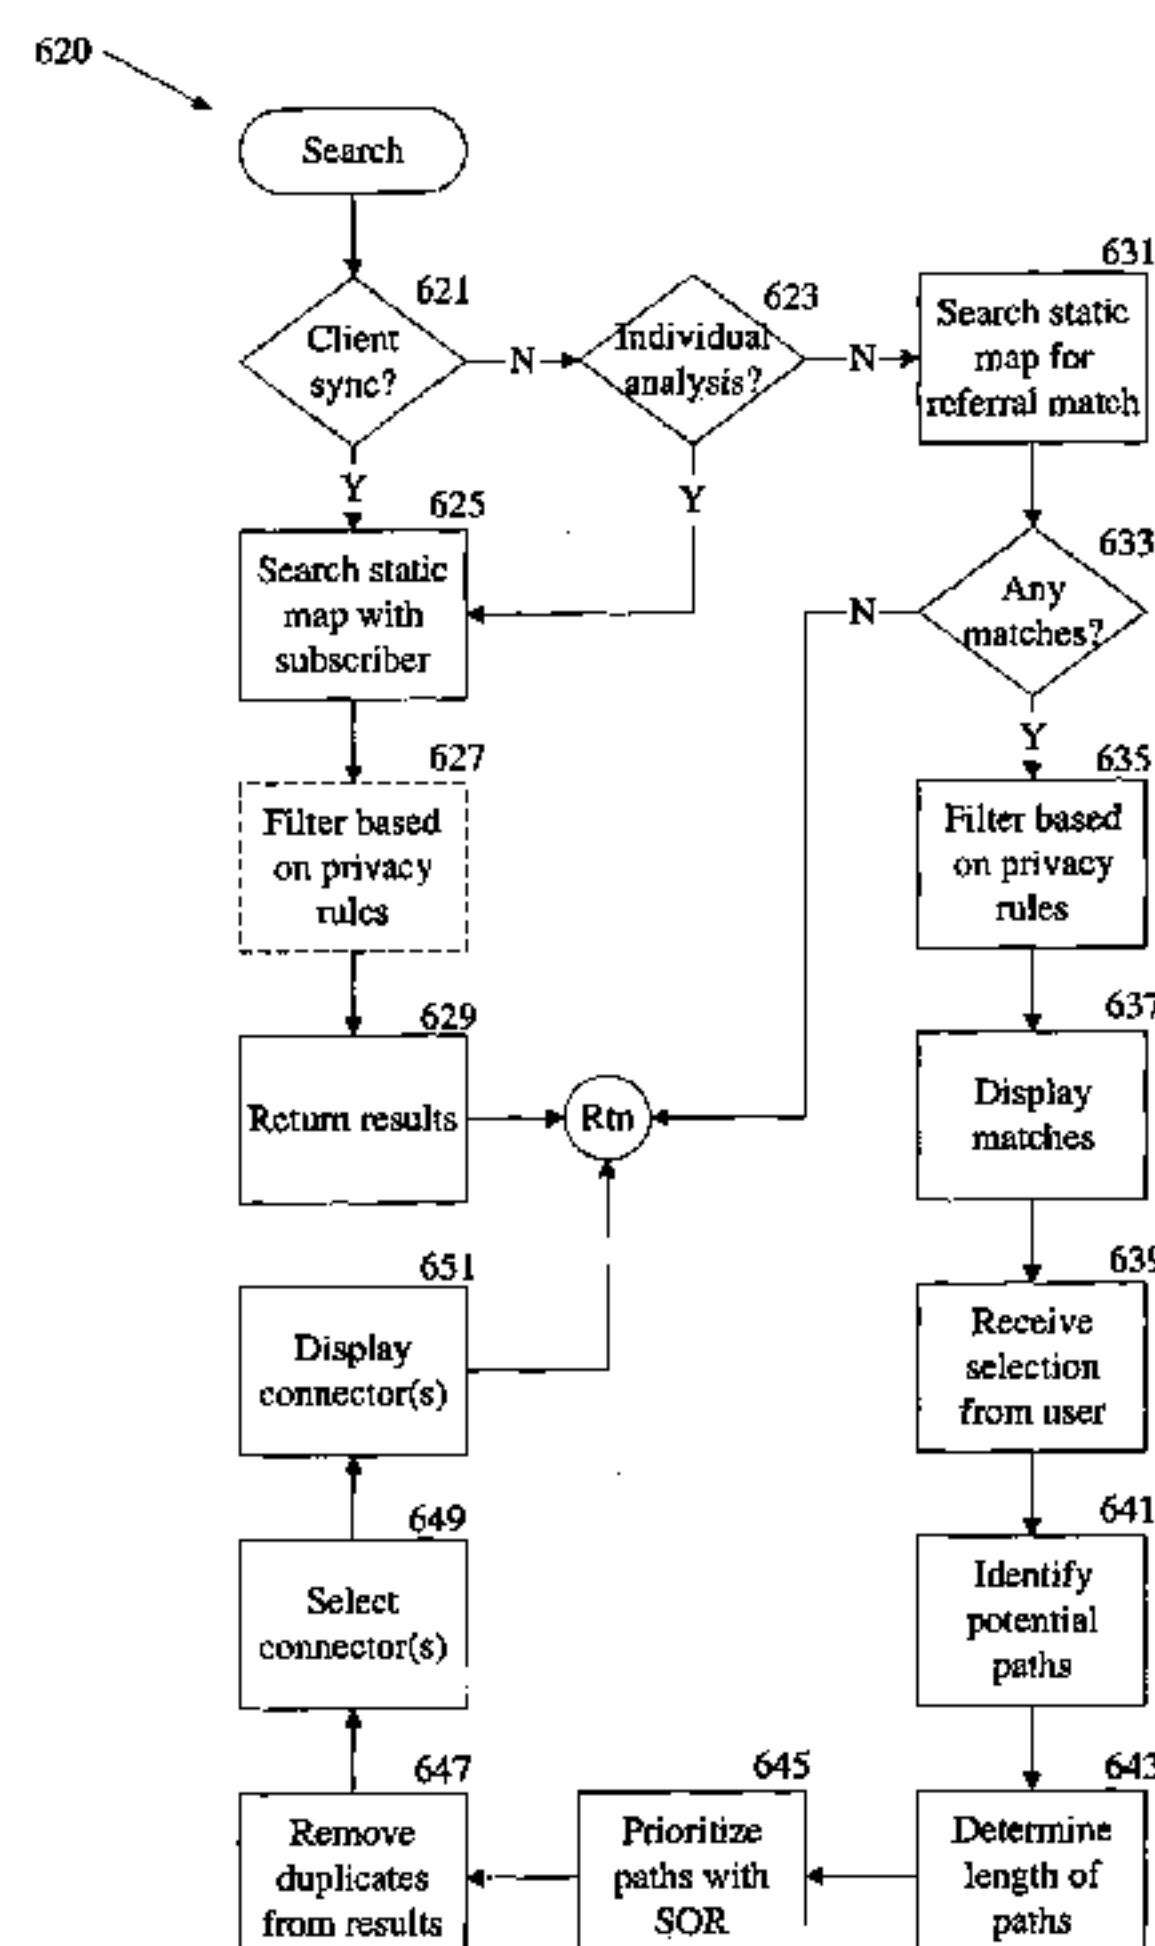 620
Search
621
Client
sync?
N
623
Individual
analysis?
N
631
Search static
map for
referral match
Y
625
Search static
map with
subscriber
Y
633
Any
matches?
N
Y
627
Filter based
on privacy
rules
635
Filter based
on privacy
rules
629
Return results
Rtn
637
Display
matches
651
Display
connector(s)
639
Receive
selection
from user
649
Select
connector(s)
641
Identify
potential
paths
647
Remove
duplicates
from results
645
Prioritize
paths with
SOR
643
Determine
length of
paths